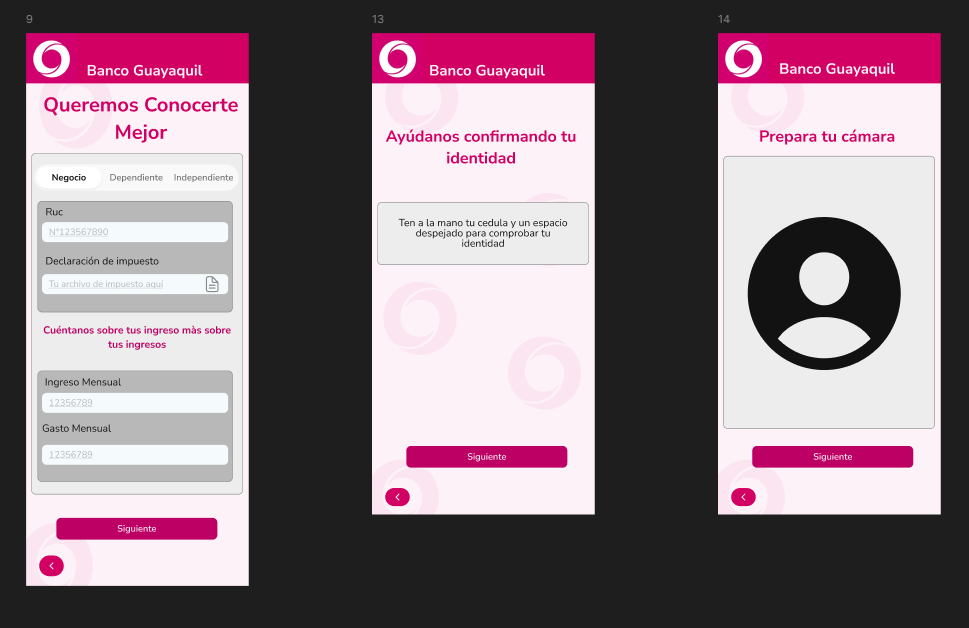 9
Banco Guayaquil
Queremos Conocerte
Mejor
Negocio Dependiente Independiente
Ruc
N°123567890
Declaración de impuesto
Tu archivo de impuesto aqui
Cuéntanos sobre tus ingreso màs sobre
tus ingresos
Ingreso Mensual
12356789
Gasto Mensual
12356789
Siguiente
13
Banco Guayaquil
Ayúdanos confirmando tu
identidad
Ten a la mano tu cedula y un espacio
despejado para comprobar tu
identidad
Siguiente
14
Banco Guayaquil
Prepara tu cámara
Siguiente